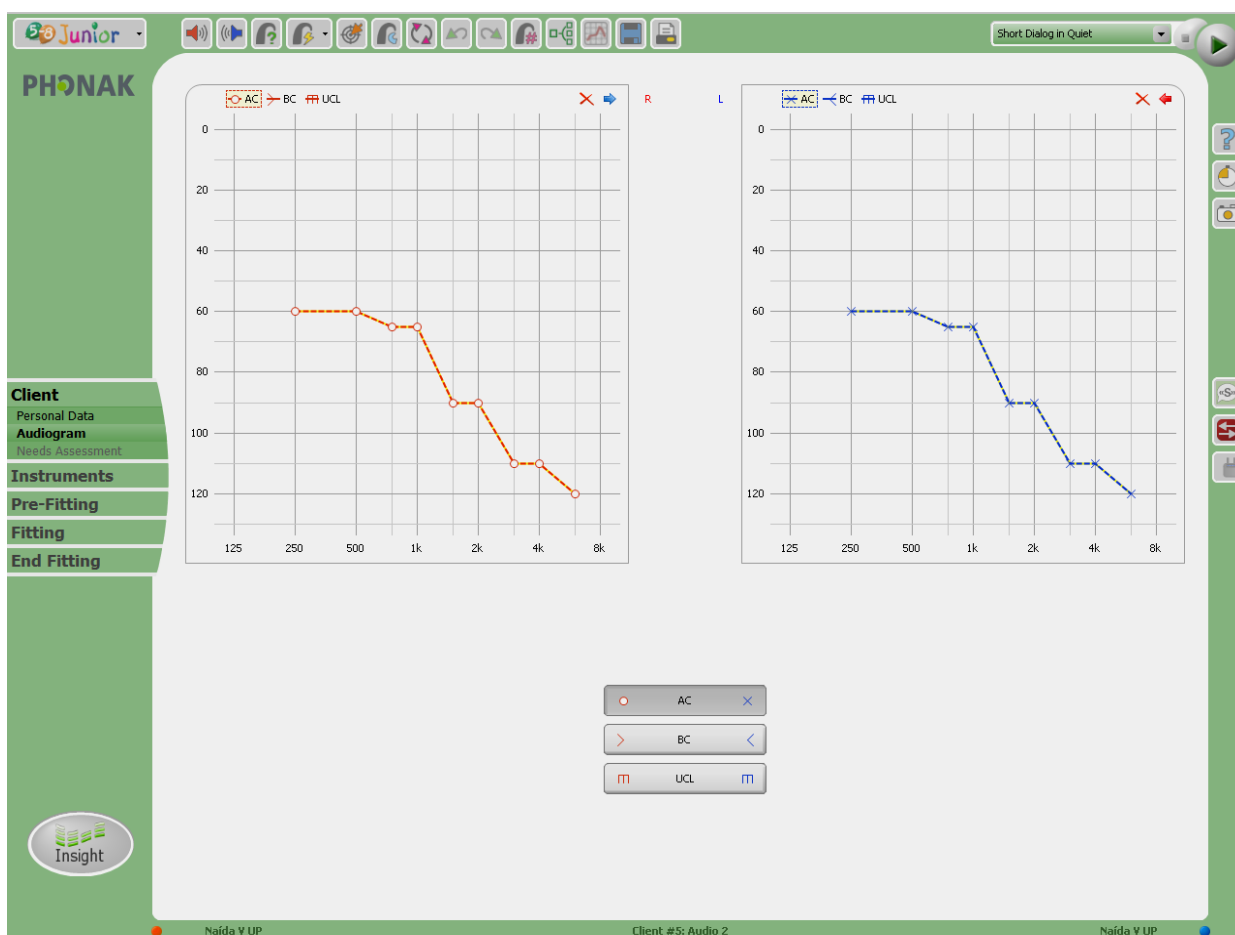 5-8 Junior
Short Dialog in Quiet
PHONAK
AC BC UCL R L AC BC UCL
0 0
20 20
40 40
60 60
80 80
100 100
120 120
125 250 500 1k 2k 4k 8k 125 250 500 1k 2k 4k 8k
Client
Personal Data
Audiogram
Needs Assessment
Instruments
Pre-Fitting
Fitting
End Fitting
«S»
AC
BC
UCL
Insight
Naída V UP Client #5: Audio 2 Naída V UP